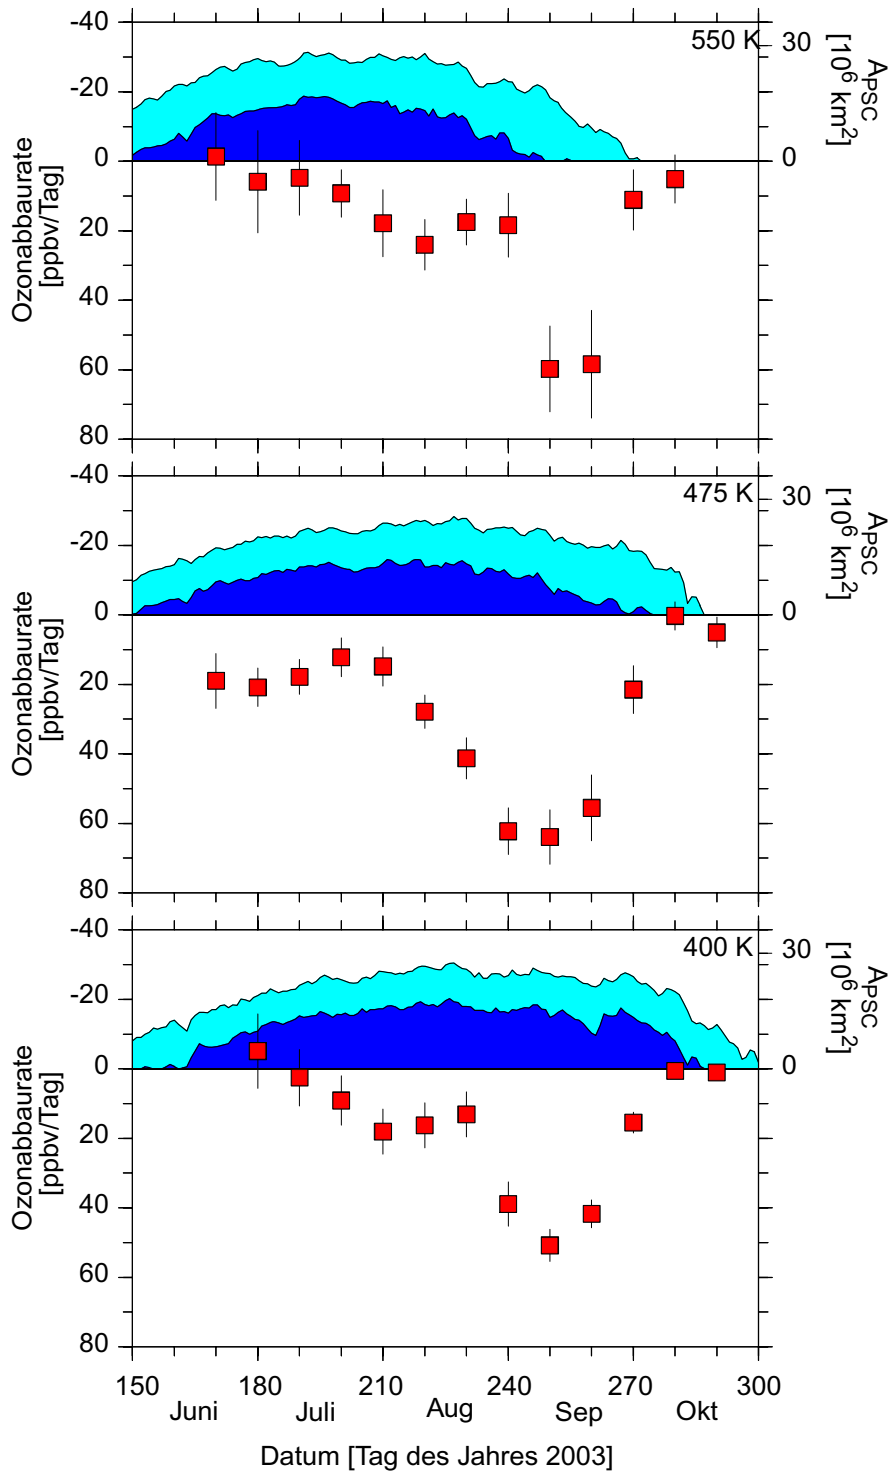 -40
-20
0
20
40
60
80
Ozonabbaurate
[ppbv/Tag]
550 K
30
0
A_PSC
[10^6 km^2]
-40
-20
0
20
40
60
80
Ozonabbaurate
[ppbv/Tag]
475 K
30
0
A_PSC
[10^6 km^2]
-40
-20
0
20
40
60
80
Ozonabbaurate
[ppbv/Tag]
400 K
30
0
A_PSC
[10^6 km^2]
150 180 210 240 270 300
Juni Juli Aug Sep Okt
Datum [Tag des Jahres 2003]